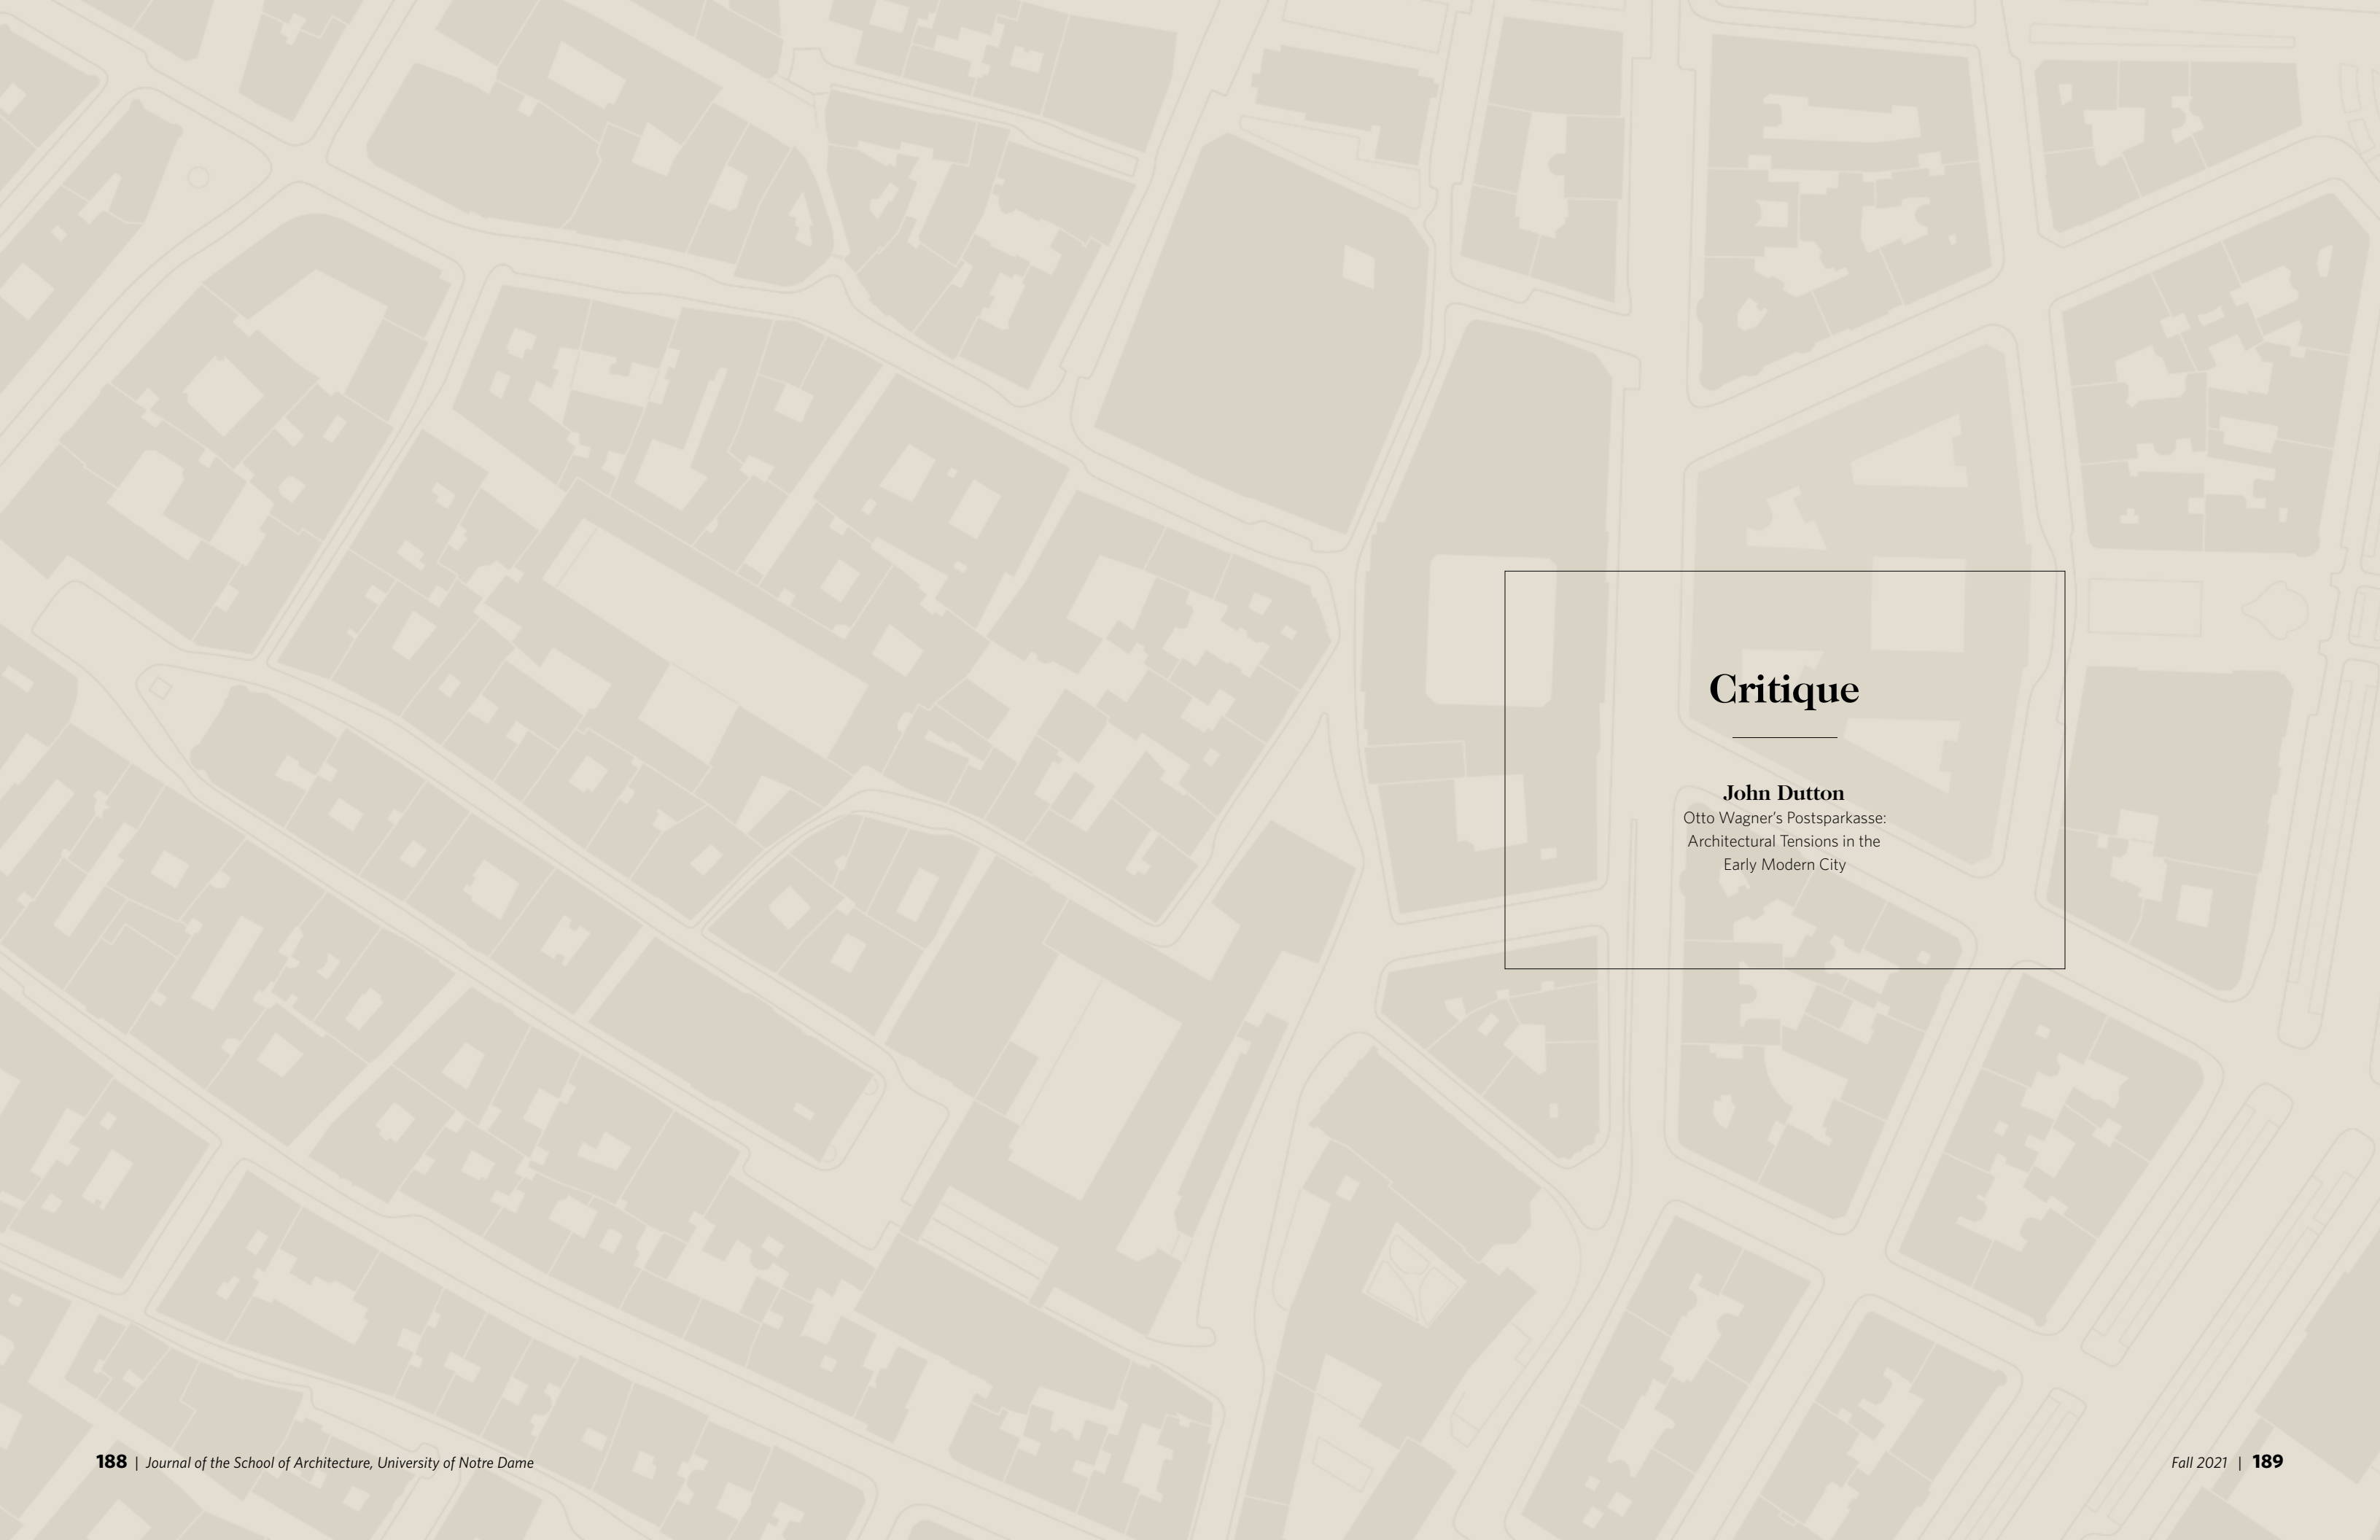 Critique
John Dutton
Otto Wagner’s Postsparkasse:
Architectural Tensions in the
Early Modern City
188 | Journal of the School of Architecture, University of Notre Dame
Fall 2021 | 189